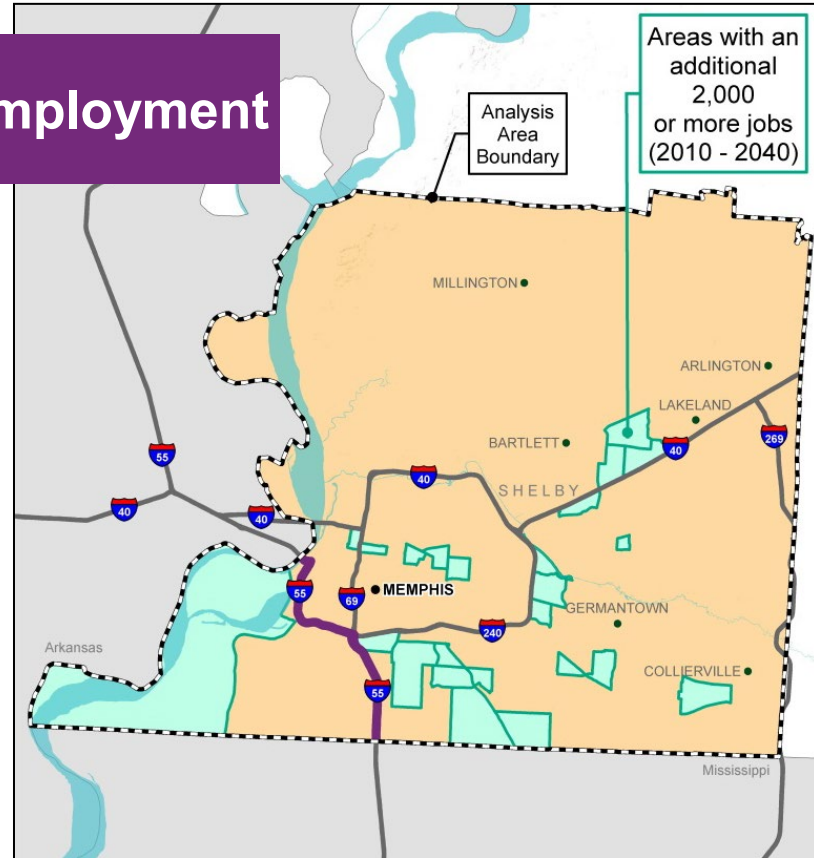 mployment
Areas with an
additional
2,000
or more jobs
(2010 - 2040)
Analysis
Area
Boundary
MILLINGTON
ARLINGTON
LAKELAND
BARTLETT
269
40
55
40
SHELBY
40
40
55
69
MEMPHIS
GERMANTOWN
240
Arkansas
COLLIERVILLE
55
Mississippi